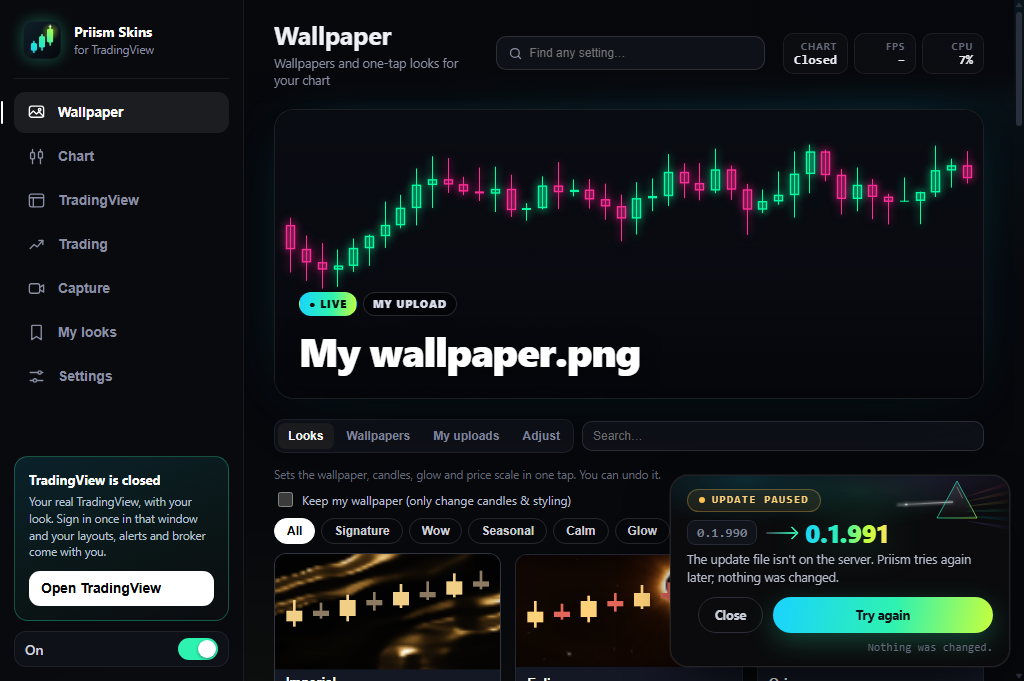 Priism Skins
for TradingView
Wallpaper
Chart
TradingView
Trading
Capture
My looks
Settings
TradingView is closed
Your real TradingView, with your
look. Sign in once in that window
and your layouts, alerts and broker
come with you.
Open TradingView
On
Wallpaper
Wallpapers and one-tap looks for
your chart
Find any setting...
CHART
Closed
FPS
–
CPU
7%
• LIVE
MY UPLOAD
My wallpaper.png
Looks
Wallpapers
My uploads
Adjust
Search...
Sets the wallpaper, candles, glow and price scale in one tap. You can undo it.
Keep my wallpaper (only change candles & styling)
All
Signature
Wow
Seasonal
Calm
Glow
Imperial
UPDATE PAUSED
0.1.990
0.1.991
The update file isn't on the server. Priism tries again
later; nothing was changed.
Close
Try again
Nothing was changed.